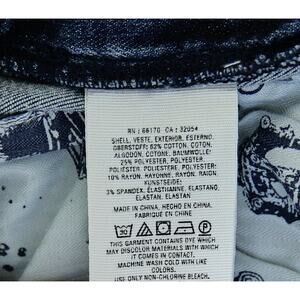 RN : 66170 CA : 32054
SHELL, VESTE, EXTERIOR, ESTERNO,
OBERSTOFF: 62% COTTON, COTON,
ALGODÓN, COTONE, BAUMWOLLE
25% POLYESTER, POLYESTER,
POLIÉSTER, POLIESTERE, POLYESTER
10% RAYON, RAYONNE, RAYÓN, RAION
KUNSTSEIDE
3% SPANDEX, ÉLASTHANNE, ELASTANO,
ELASTAN, ELASTAN
MADE IN CHINA, HECHO EN CHINA,
FABRIQUÉ EN CHINE
THIS GARMENT CONTAINS DYE WHICH
MAY DISCOLOR MATERIALS WITH WHICH
IT COMES IN CONTACT.
MACHINE WASH COLD WITH LIKE
COLORS.
USE ONLY NON-CHLORINE BLEACH.